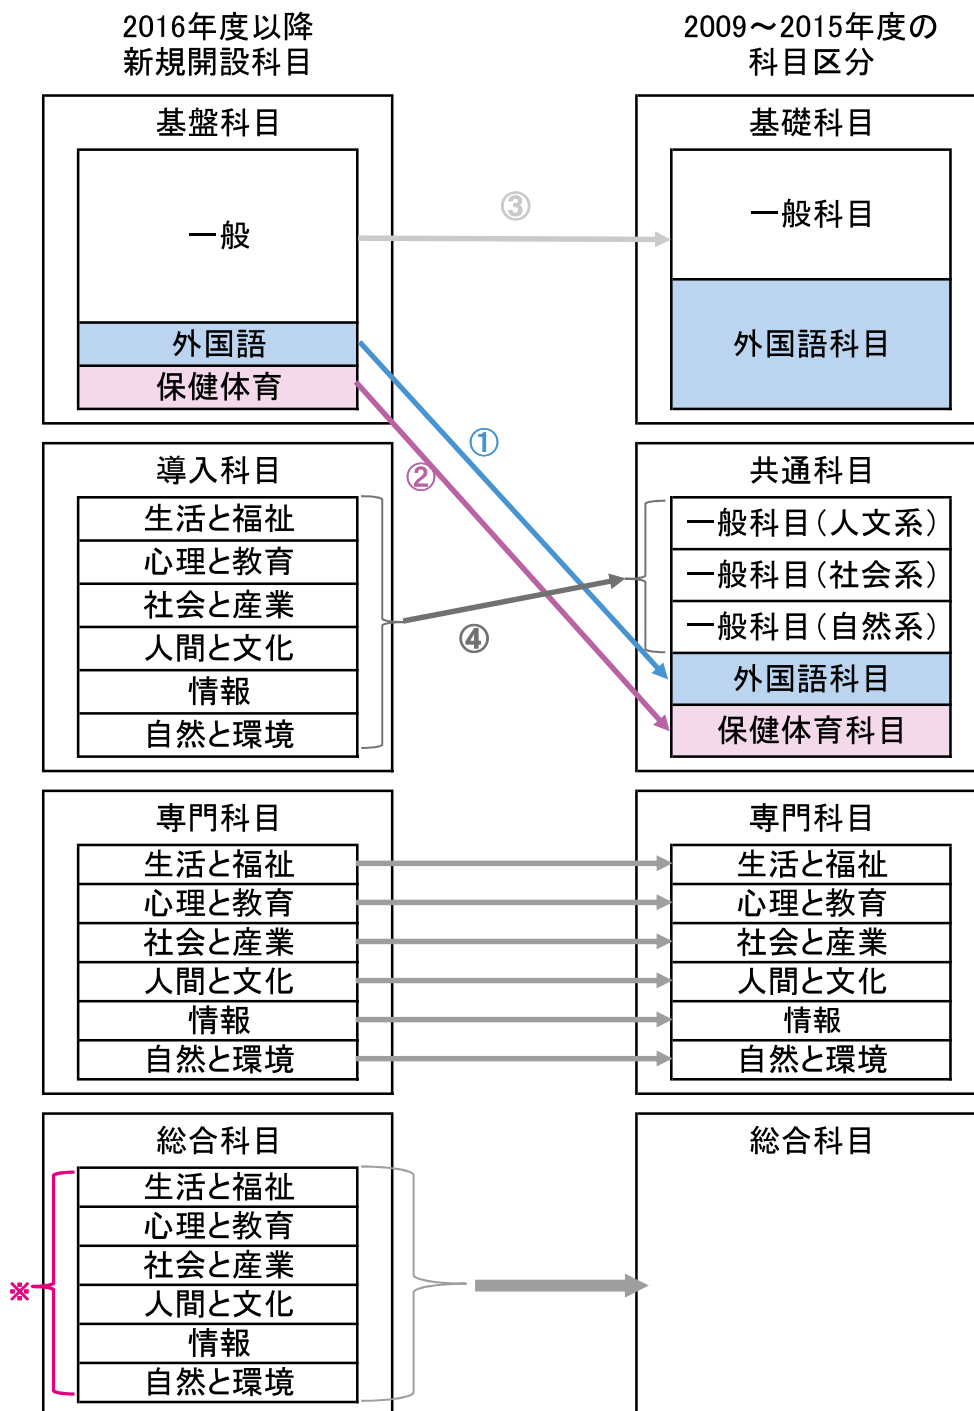 2016年度以降
新規開設科目
基盤科目
一般
外国語
保健体育
導入科目
生活と福祉
心理と教育
社会と産業
人間と文化
情報
自然と環境
専門科目
生活と福祉
心理と教育
社会と産業
人間と文化
情報
自然と環境
総合科目
生活と福祉
心理と教育
社会と産業
人間と文化
情報
自然と環境
※
③
①
②
④
2009～2015年度の
科目区分
基礎科目
一般科目
外国語科目
共通科目
一般科目（人文系）
一般科目（社会系）
一般科目（自然系）
外国語科目
保健体育科目
専門科目
生活と福祉
心理と教育
社会と産業
人間と文化
情報
自然と環境
総合科目